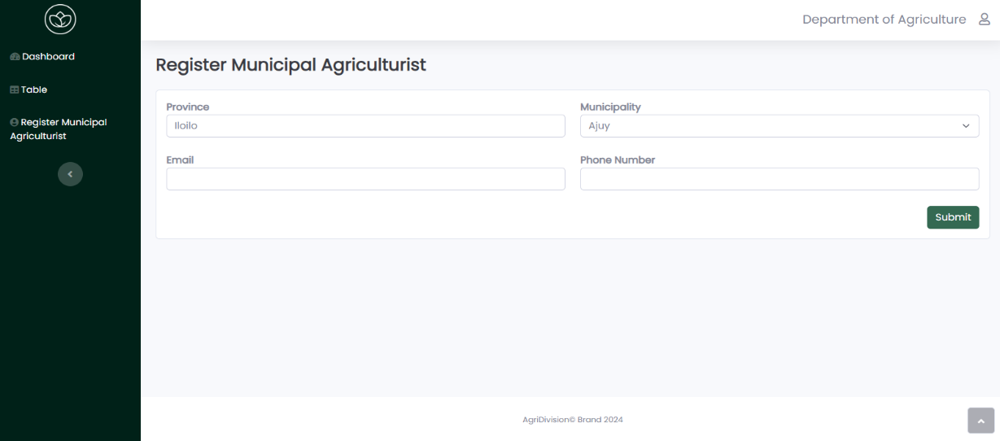 Department of Agriculture
Dashboard
Table
Register Municipal
Agriculturist
Register Municipal Agriculturist
Province
Iloilo
Municipality
Ajuy
Email
Phone Number
Submit
AgriDivision© Brand 2024